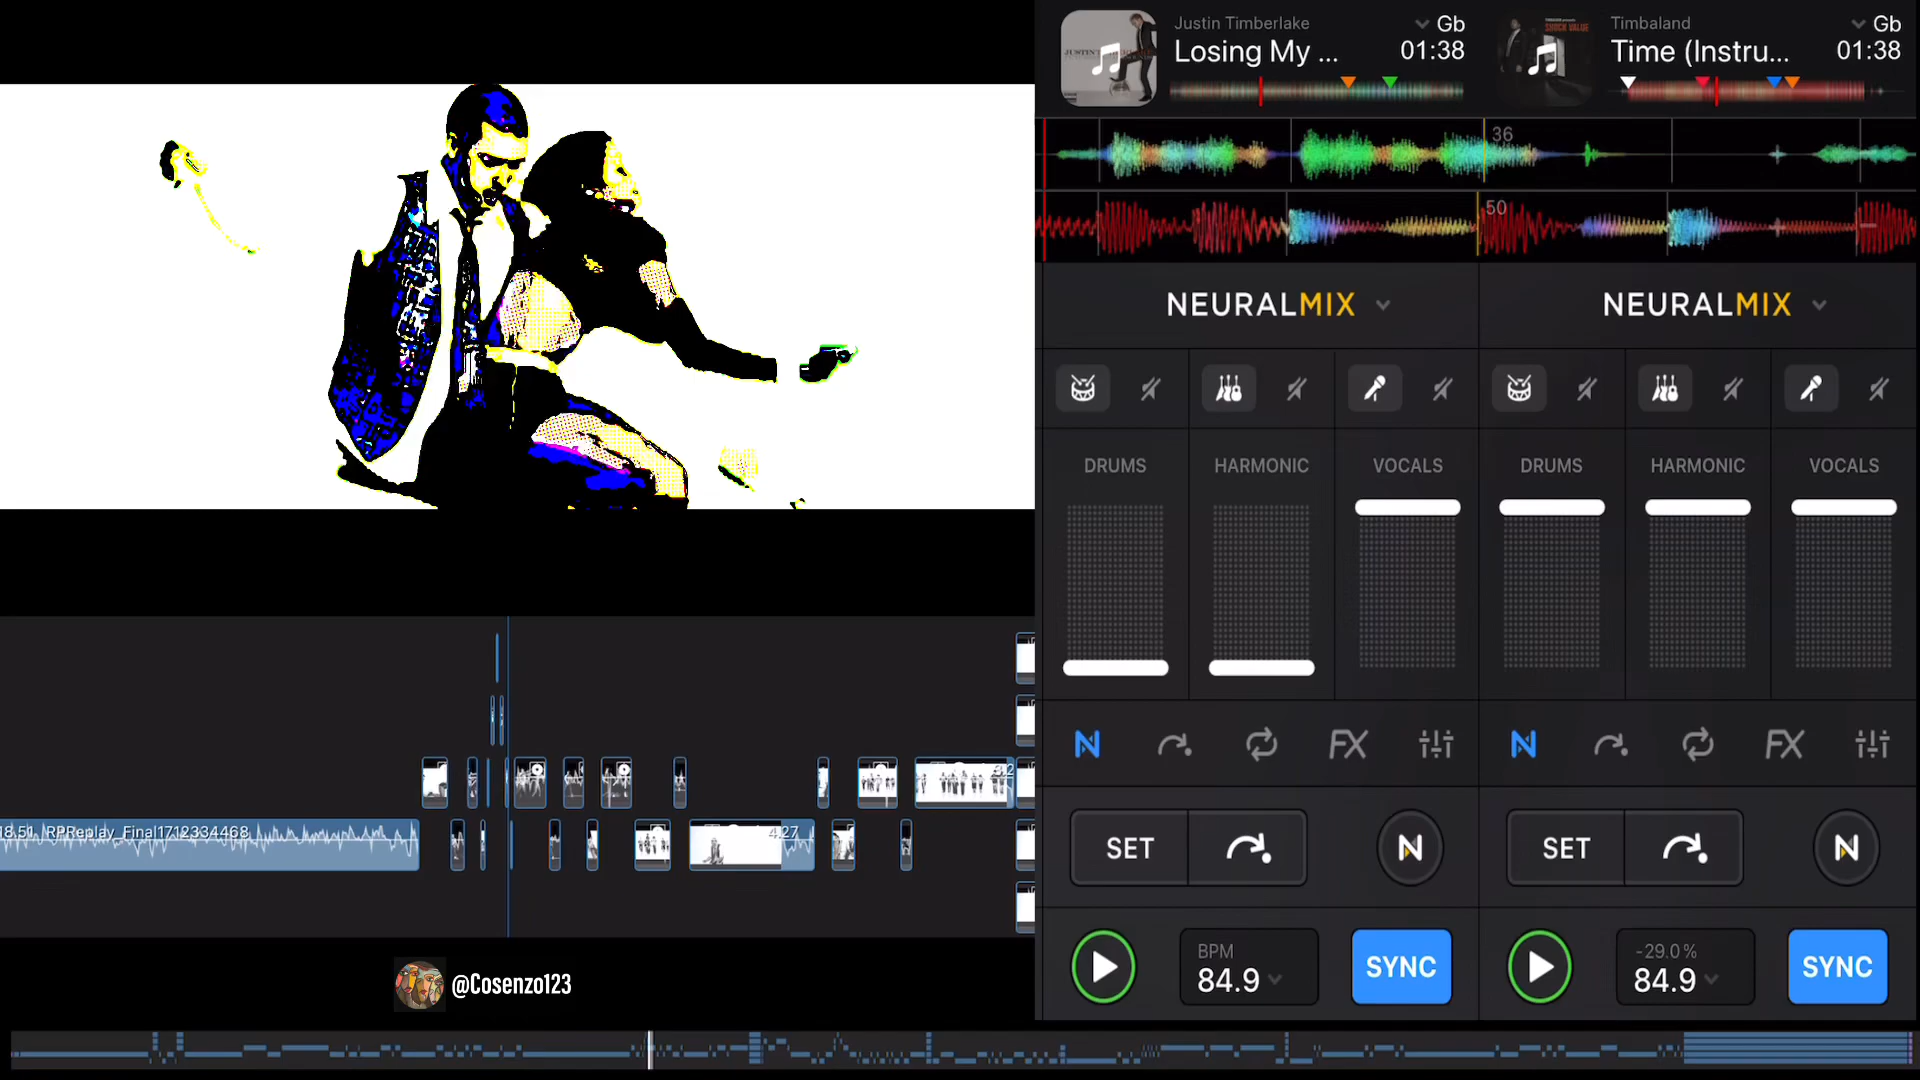 Justin Timberlake
Gb
Losing My ...
01:38
Timbaland
Gb
Time (Instru...
01:38
SHOCK VALUE
36
50
NEURALMIX
NEURALMIX
DRUMS
HARMONIC
VOCALS
DRUMS
HARMONIC
VOCALS
N
FX
N
FX
SET
N
SET
N
BPM
84.9
SYNC
-29.0%
84.9
SYNC
RPReplay_Final1712334468
4.27
@Cosenzo123